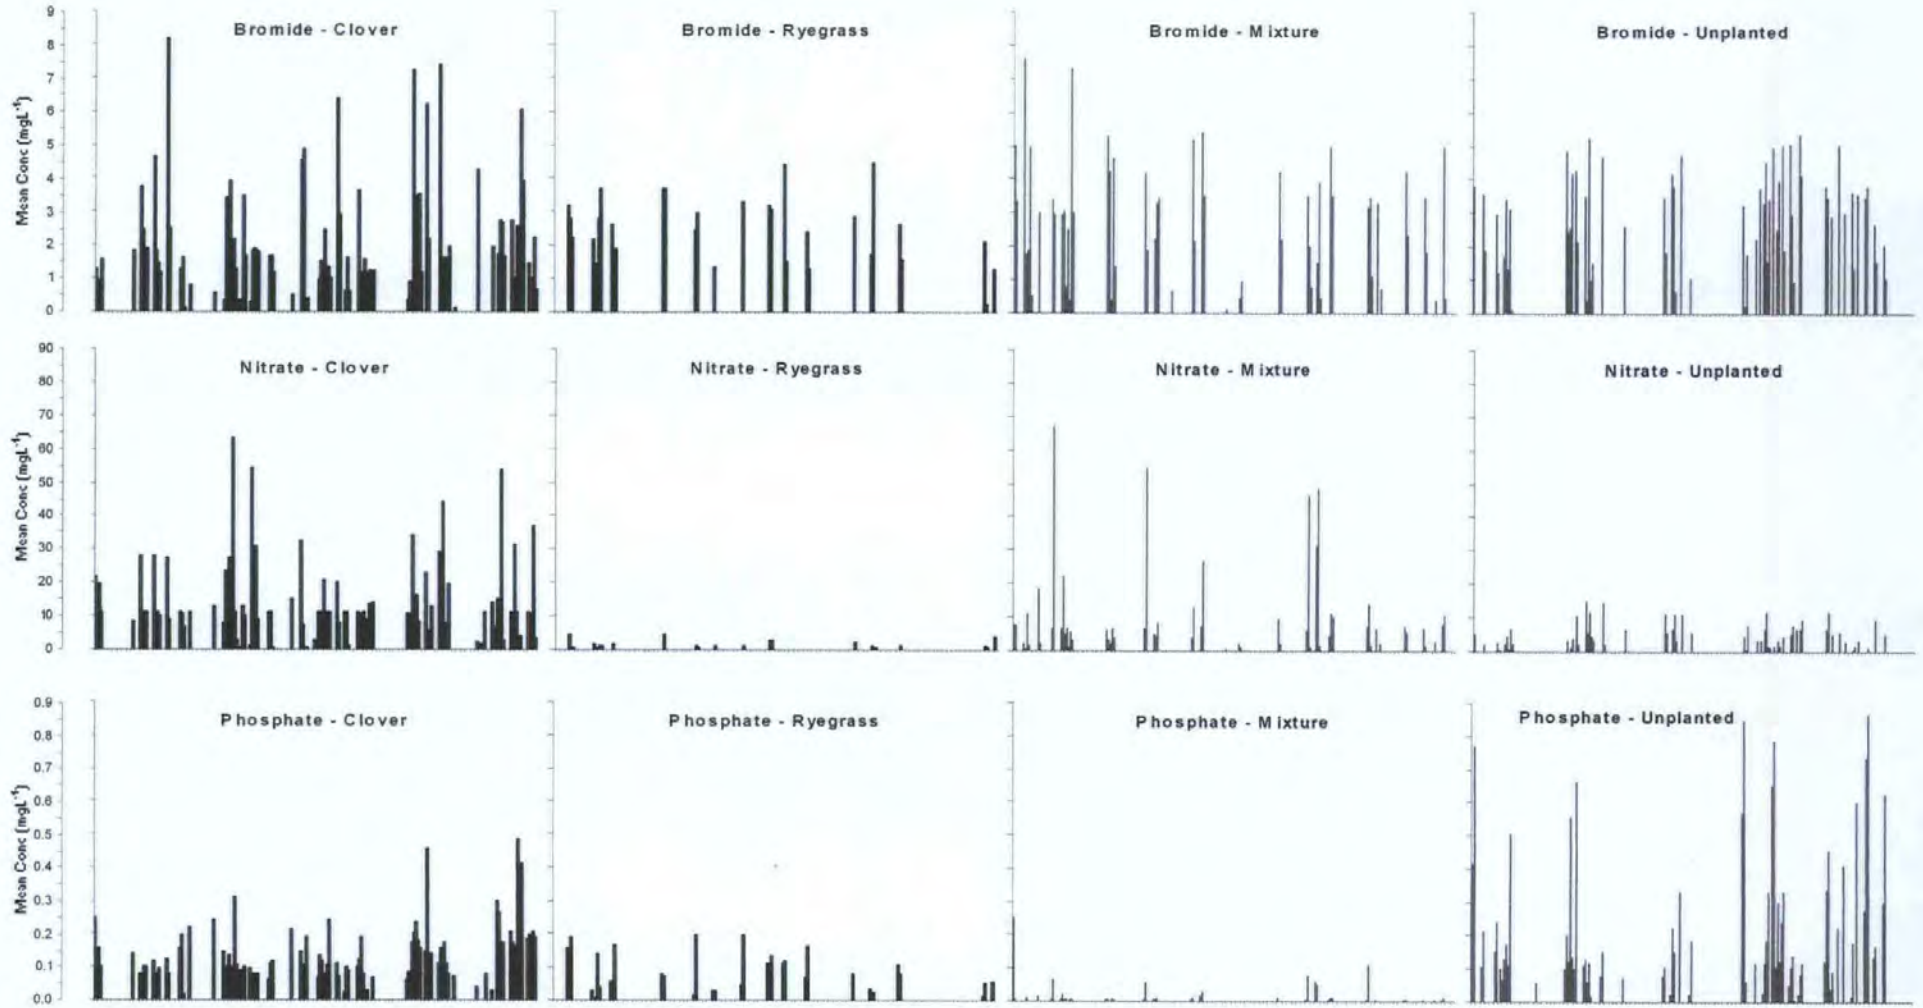 Bromide - Clover
Bromide - Ryegrass
Bromide - Mixture
Bromide - Unplanted
Mean Conc (mgL⁻¹)
9
8
7
6
5
4
3
2
1
0
Nitrate - Clover
Nitrate - Ryegrass
Nitrate - Mixture
Nitrate - Unplanted
Mean Conc (mgL⁻¹)
90
80
70
60
50
40
30
20
10
0
Phosphate - Clover
Phosphate - Ryegrass
Phosphate - Mixture
Phosphate - Unplanted
Mean Conc (mgL⁻¹)
0.9
0.8
0.7
0.6
0.5
0.4
0.3
0.2
0.1
0.0